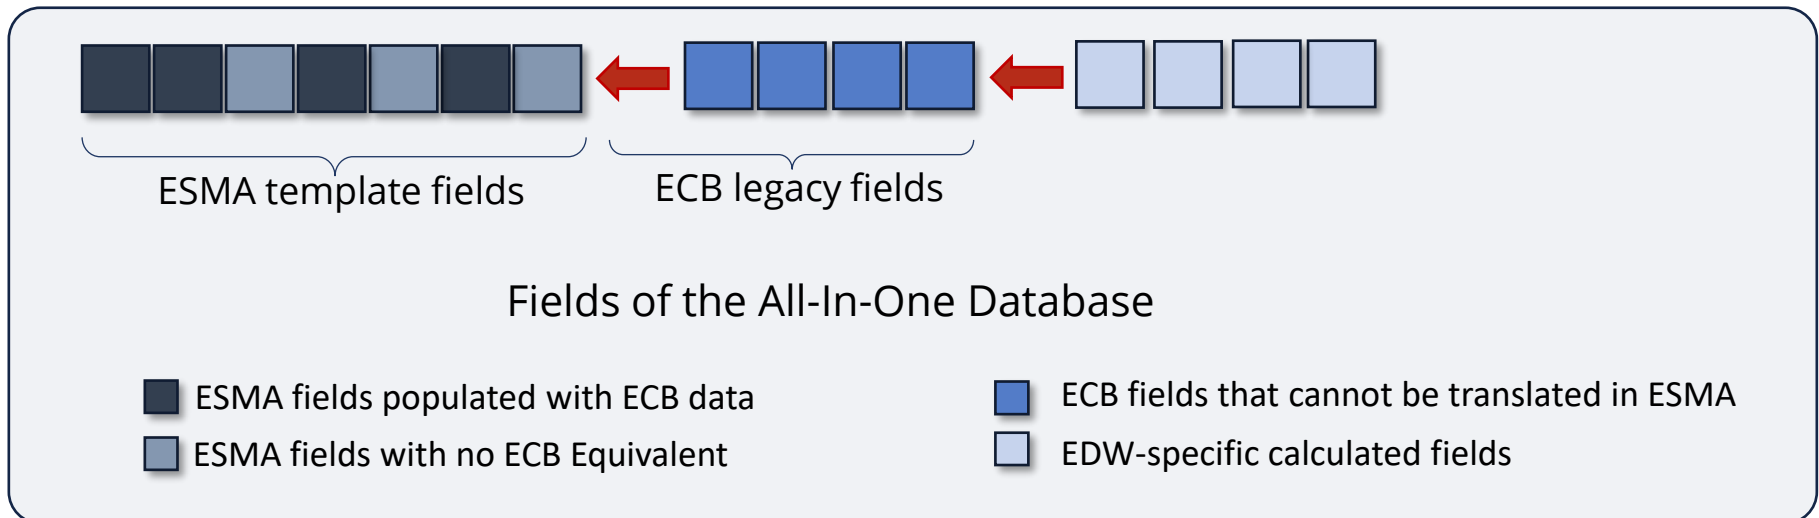 ESMA template fields
ECB legacy fields
Fields of the All-In-One Database
ESMA fields populated with ECB data
ESMA fields with no ECB Equivalent
ECB fields that cannot be translated in ESMA
EDW-specific calculated fields